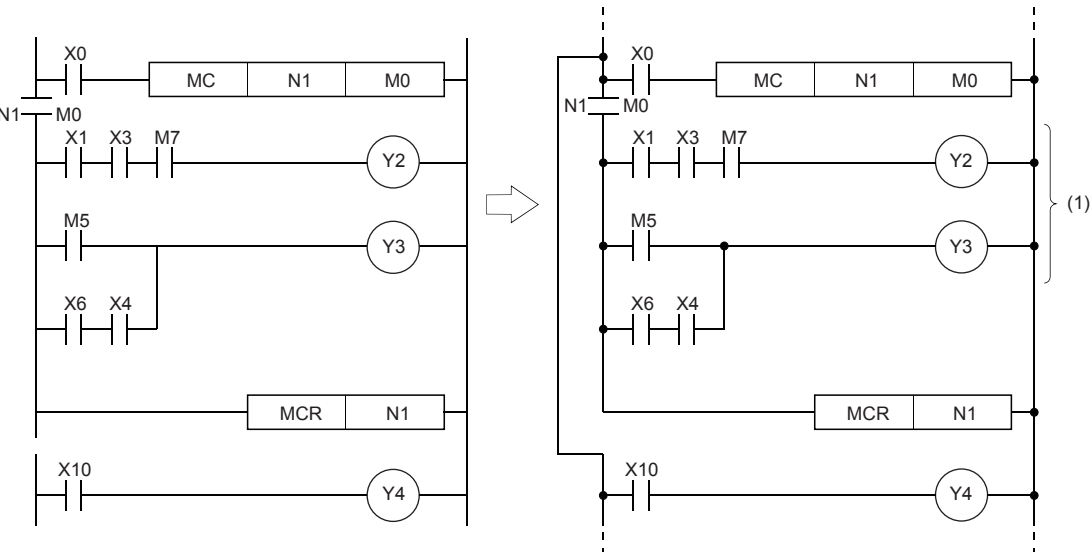 X0
MC N1 M0
N1 M0
X1 X3 M7
Y2
M5
Y3
X6 X4
MCR N1
X10
Y4
X0
MC N1 M0
N1 M0
X1 X3 M7
Y2
(1)
M5
Y3
X6 X4
MCR N1
X10
Y4